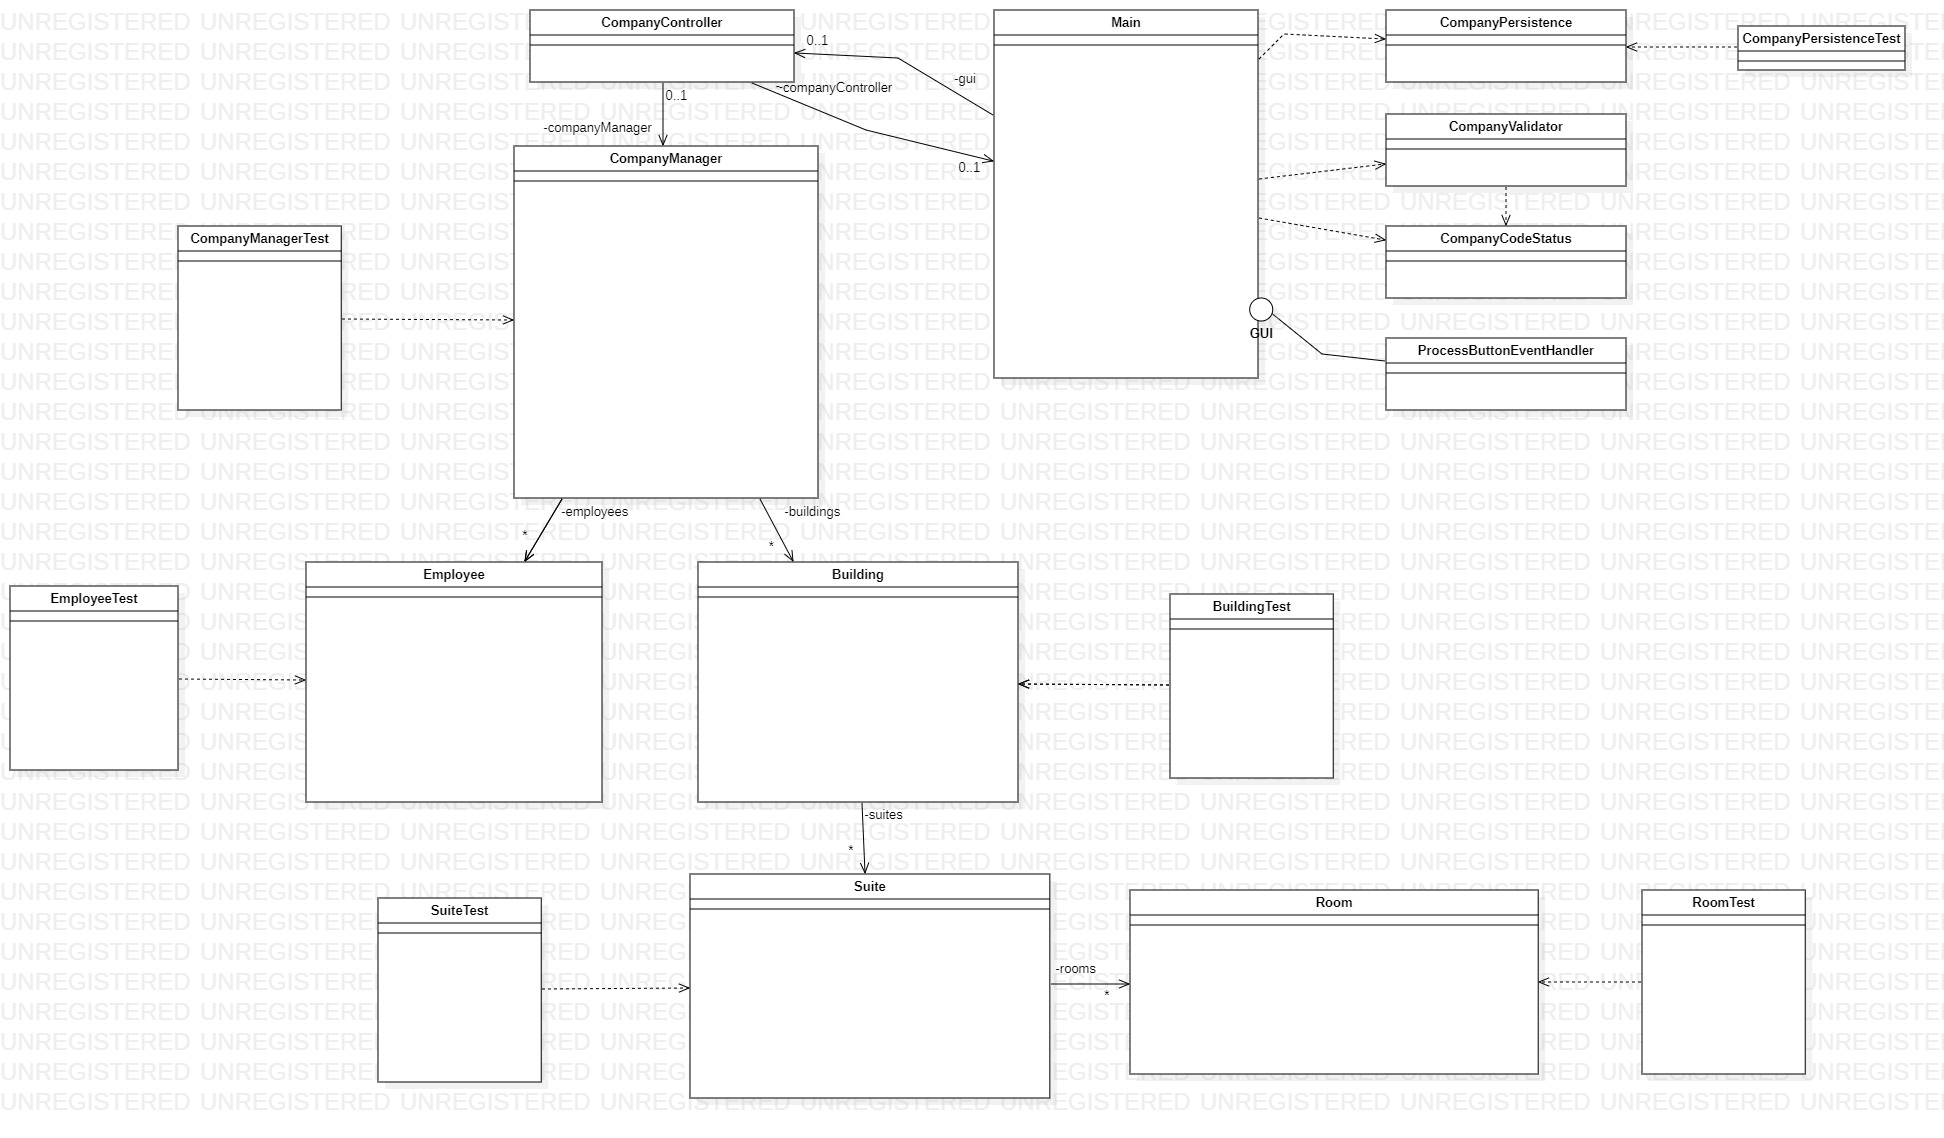 CompanyController
Main
CompanyPersistence
CompanyPersistenceTest
0..1
-gui
~companyController
0..1
-companyManager
0..1
CompanyValidator
CompanyManager
CompanyManagerTest
CompanyCodeStatus
GUI
ProcessButtonEventHandler
-employees
*
-buildings
*
Employee
Building
EmployeeTest
BuildingTest
-suites
*
Suite
SuiteTest
Room
RoomTest
-rooms
*
UNREGISTERED